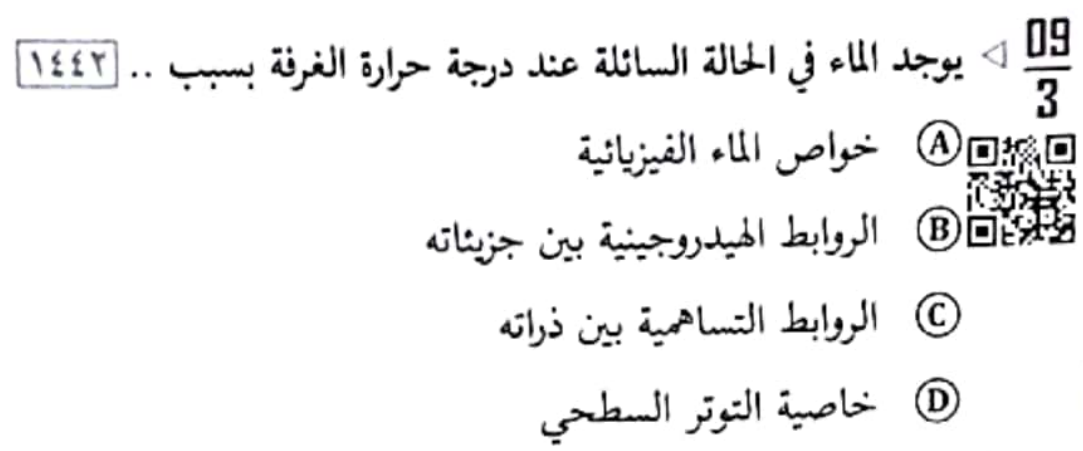 09
3
◁ يوجد الماء في الحالة السائلة عند درجة حرارة الغرفة بسبب .. ١٤٤٢
A خواص الماء الفيزيائية
B الروابط الهيدروجينية بين جزيئاته
C الروابط التساهمية بين ذراته
D خاصية التوتر السطحي